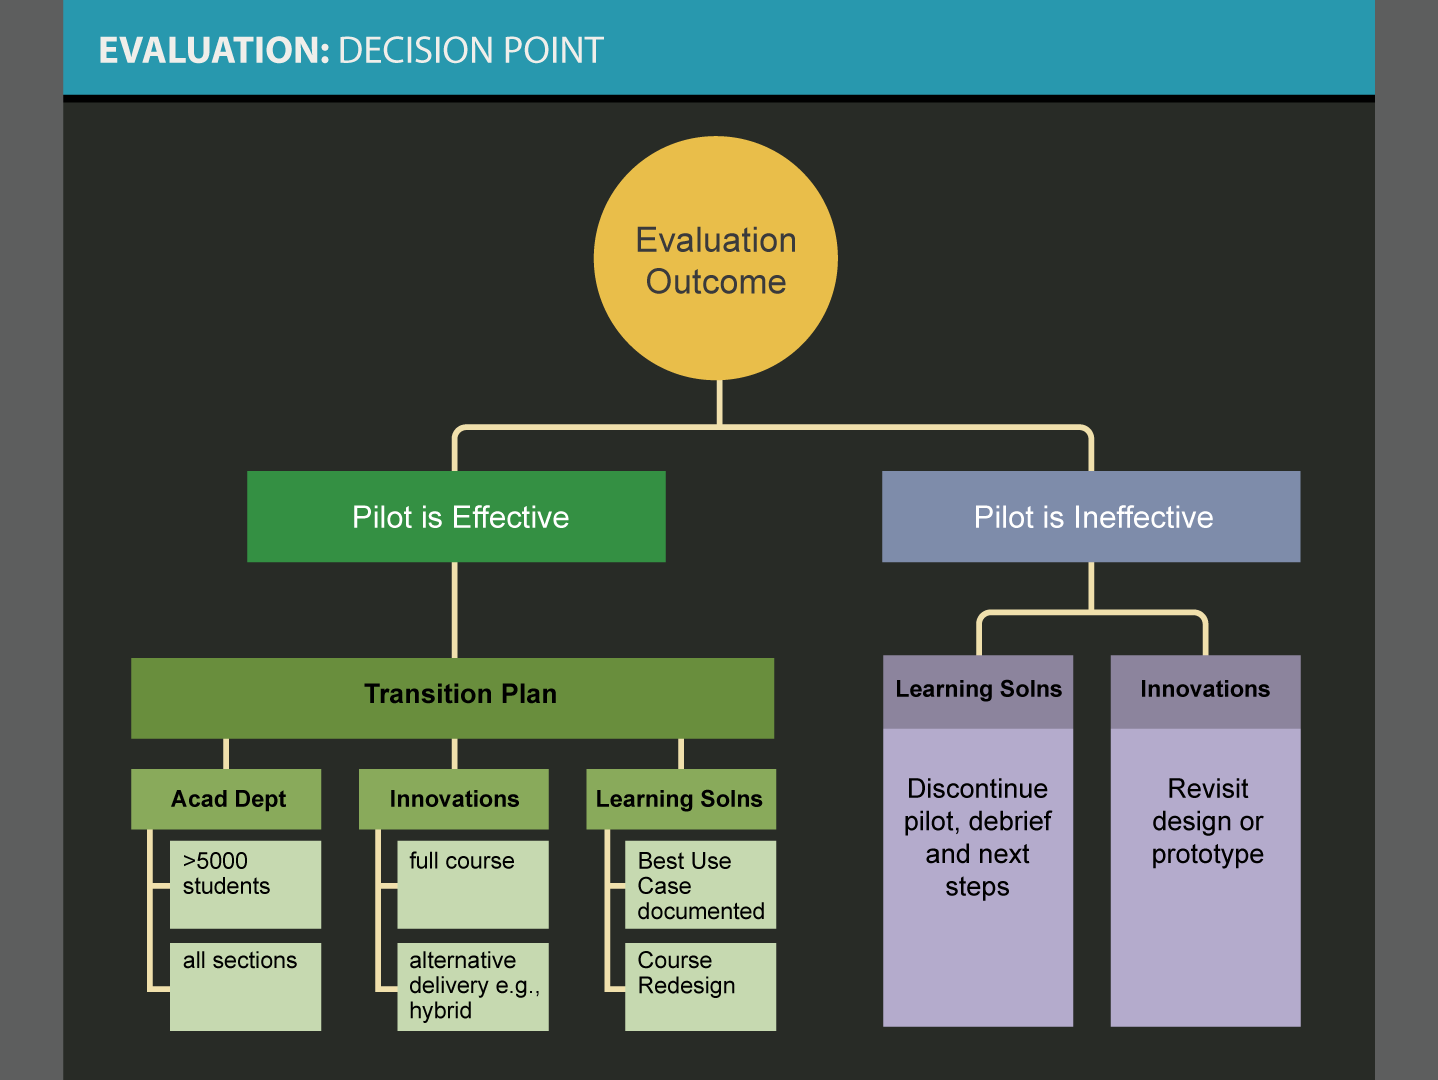 EVALUATION: DECISION POINT
Evaluation
Outcome
Pilot is Effective
Pilot is Ineffective
Transition Plan
Acad Dept
>5000
students
all sections
Innovations
full course
alternative
delivery e.g.,
hybrid
Learning Solns
Best Use
Case
documented
Course
Redesign
Learning Solns
Discontinue
pilot, debrief
and next
steps
Innovations
Revisit
design or
prototype